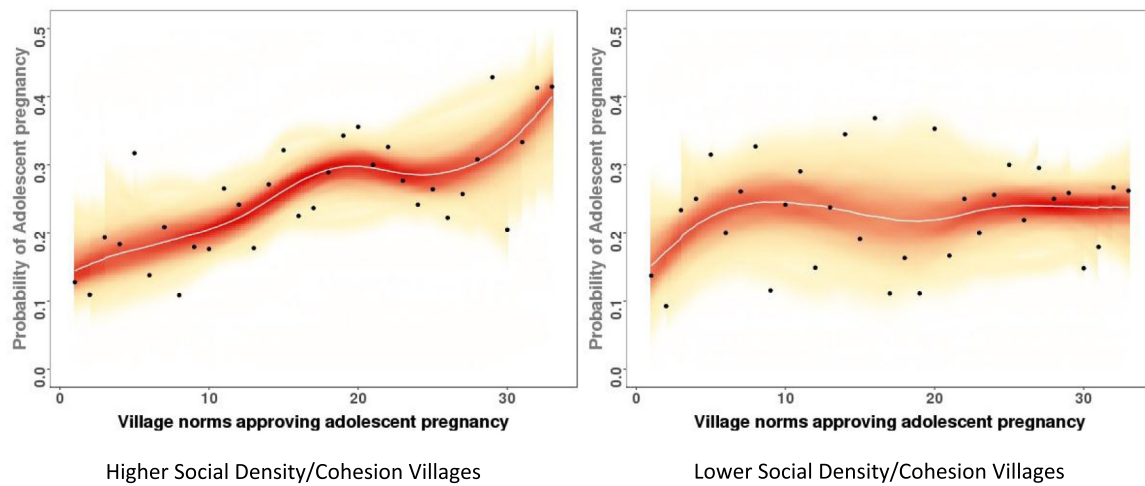 Probability of Adolescent pregnancy
0.5
0.4
0.3
0.2
0.1
0.0
0 10 20 30
Village norms approving adolescent pregnancy
Higher Social Density/Cohesion Villages
Probability of Adolescent pregnancy
0.5
0.4
0.3
0.2
0.1
0.0
0 10 20 30
Village norms approving adolescent pregnancy
Lower Social Density/Cohesion Villages